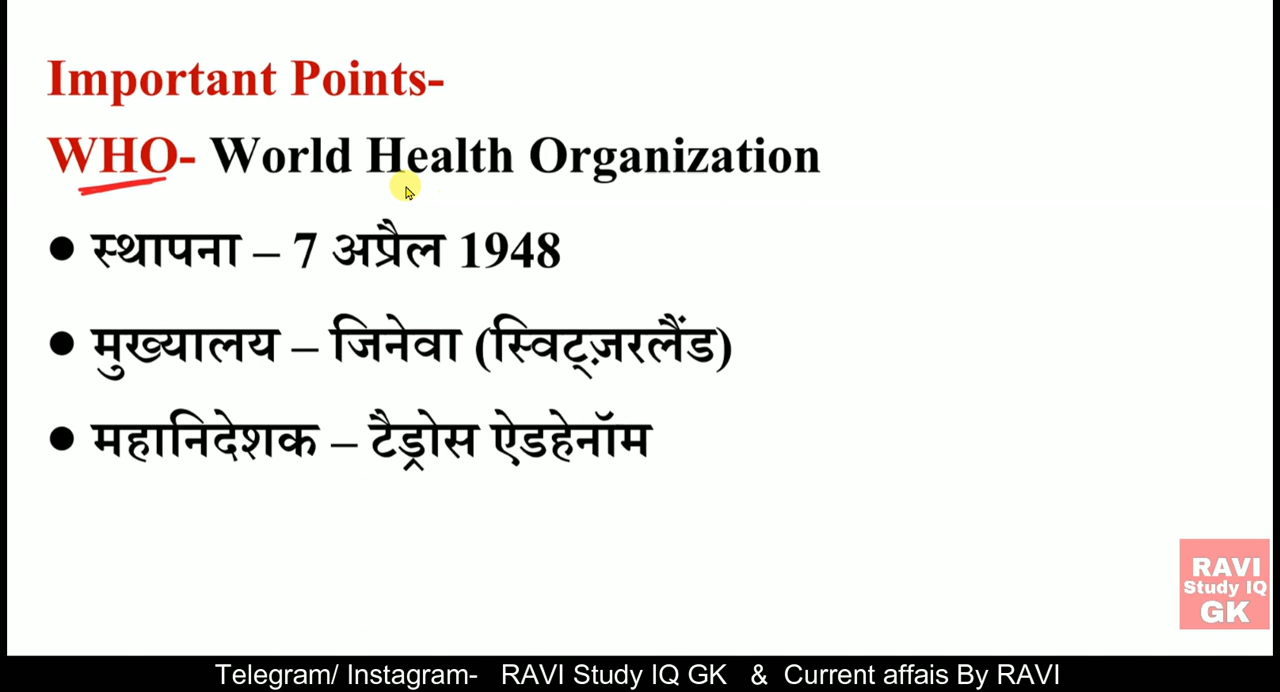 Important Points-
WHO- World Health Organization
● स्थापना – 7 अप्रैल 1948
● मुख्यालय – जिनेवा (स्विट्ज़रलैंड)
● महानिदेशक – टैड्रोस ऐडहेनॉम
RAVI
Study IQ
GK
Telegram/ Instagram- RAVI Study IQ GK & Current affais By RAVI